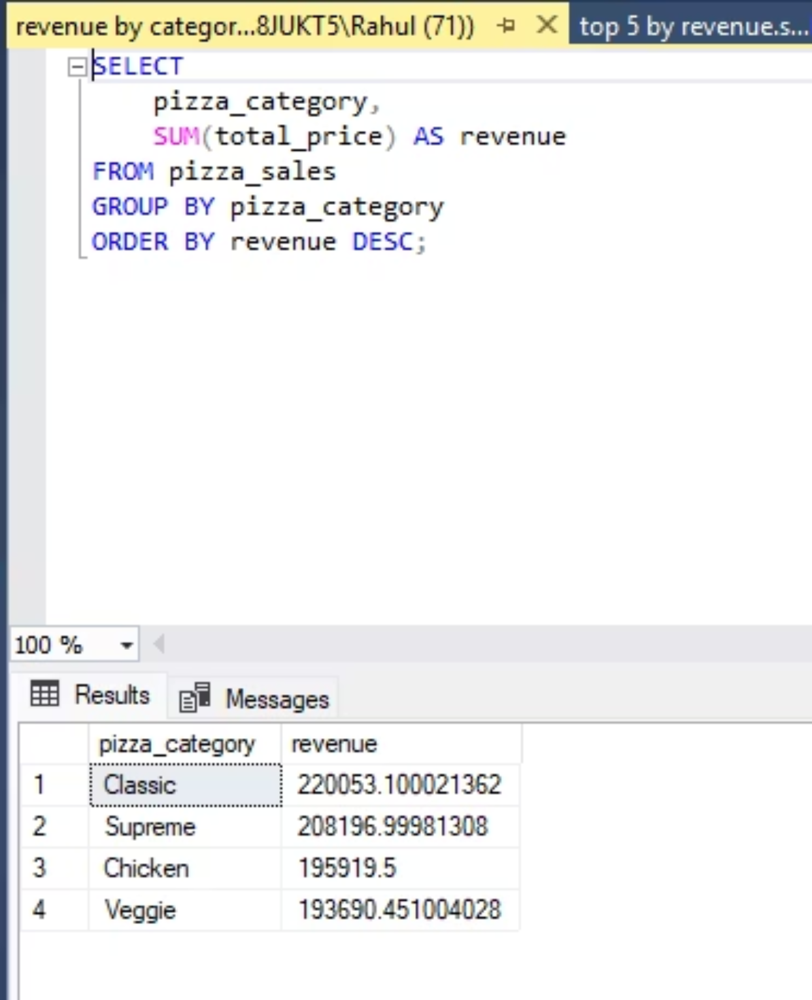 revenue by categor...8JUKT5\Rahul (71))
top 5 by revenue.s...
SELECT
pizza_category,
SUM(total_price) AS revenue
FROM pizza_sales
GROUP BY pizza_category
ORDER BY revenue DESC;
100 %
Results
Messages
pizza_category revenue
1 Classic 220053.100021362
2 Supreme 208196.99981308
3 Chicken 195919.5
4 Veggie 193690.451004028